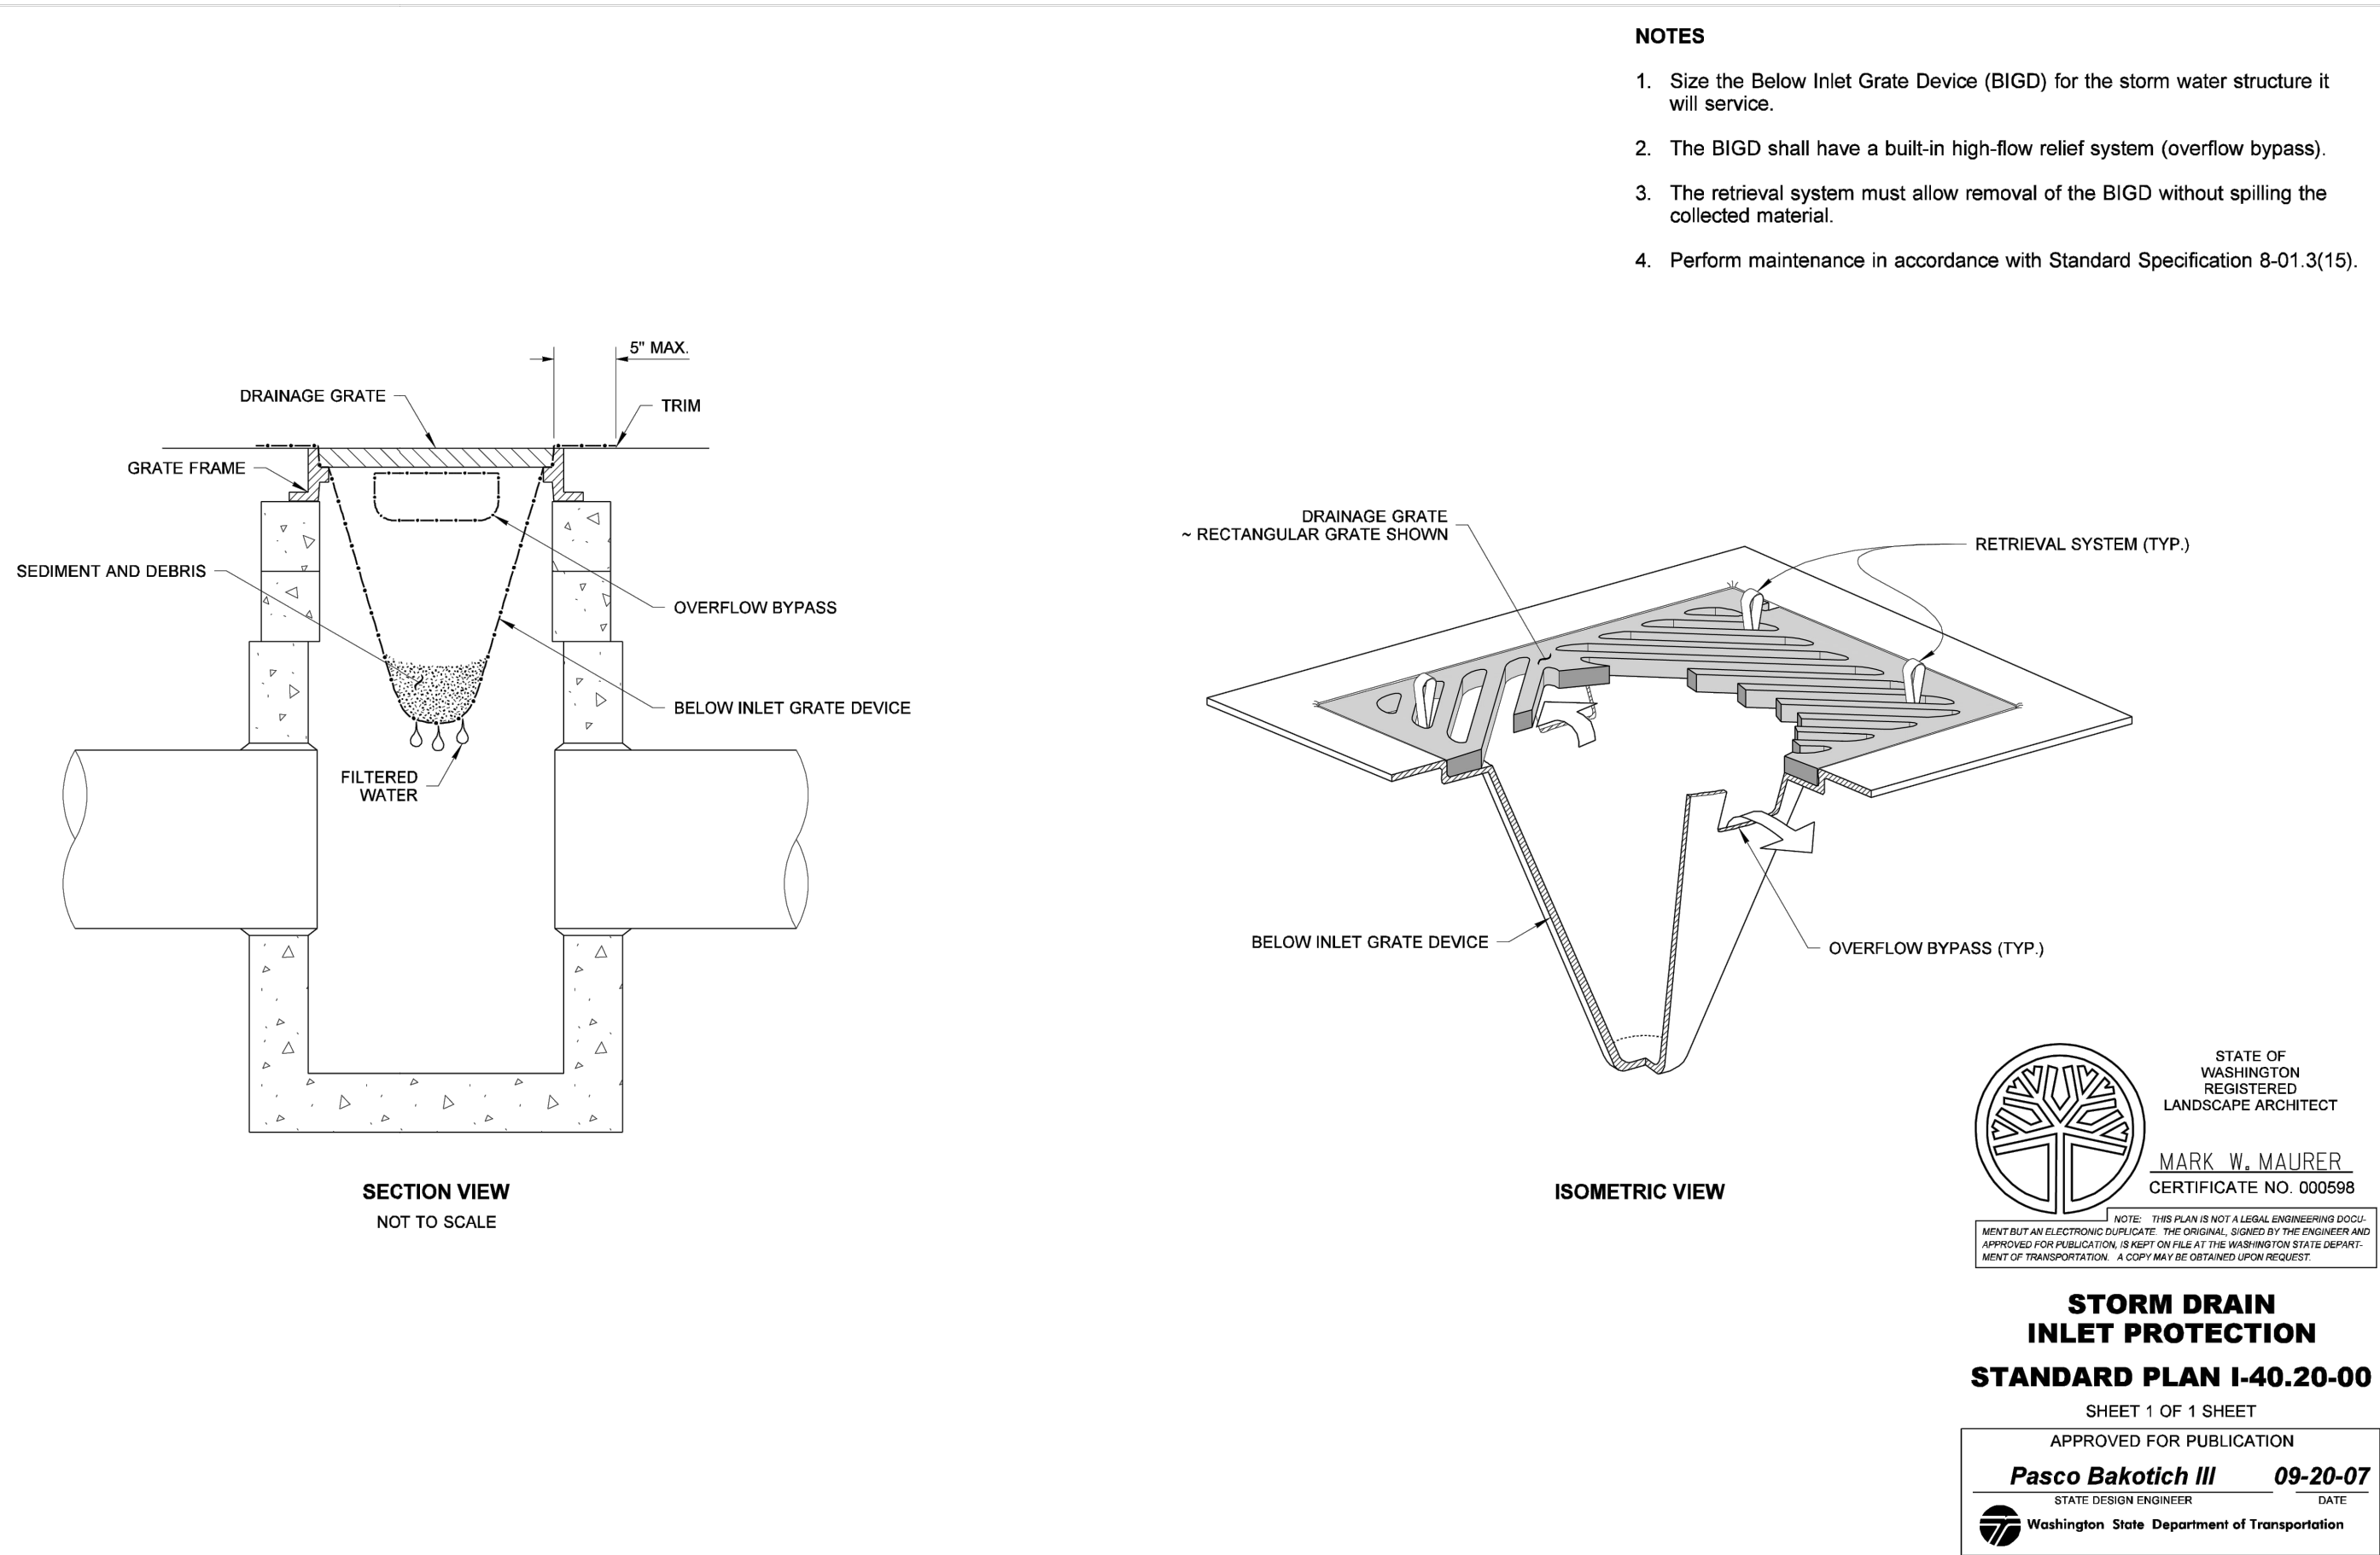 NOTES
1. Size the Below Inlet Grate Device (BIGD) for the storm water structure it
will service.
2. The BIGD shall have a built-in high-flow relief system (overflow bypass).
3. The retrieval system must allow removal of the BIGD without spilling the
collected material.
4. Perform maintenance in accordance with Standard Specification 8-01.3(15).
5" MAX.
DRAINAGE GRATE
TRIM
GRATE FRAME
SEDIMENT AND DEBRIS
OVERFLOW BYPASS
BELOW INLET GRATE DEVICE
FILTERED
WATER
SECTION VIEW
NOT TO SCALE
DRAINAGE GRATE
~ RECTANGULAR GRATE SHOWN
RETRIEVAL SYSTEM (TYP.)
BELOW INLET GRATE DEVICE
OVERFLOW BYPASS (TYP.)
ISOMETRIC VIEW
STATE OF
WASHINGTON
REGISTERED
LANDSCAPE ARCHITECT
MARK W. MAURER
CERTIFICATE NO. 000598
NOTE: THIS PLAN IS NOT A LEGAL ENGINEERING DOCU-
MENT BUT AN ELECTRONIC DUPLICATE. THE ORIGINAL, SIGNED BY THE ENGINEER AND
APPROVED FOR PUBLICATION, IS KEPT ON FILE AT THE WASHINGTON STATE DEPART-
MENT OF TRANSPORTATION. A COPY MAY BE OBTAINED UPON REQUEST.
STORM DRAIN
INLET PROTECTION
STANDARD PLAN I-40.20-00
SHEET 1 OF 1 SHEET
APPROVED FOR PUBLICATION
Pasco Bakotich III 09-20-07
STATE DESIGN ENGINEER DATE
Washington State Department of Transportation